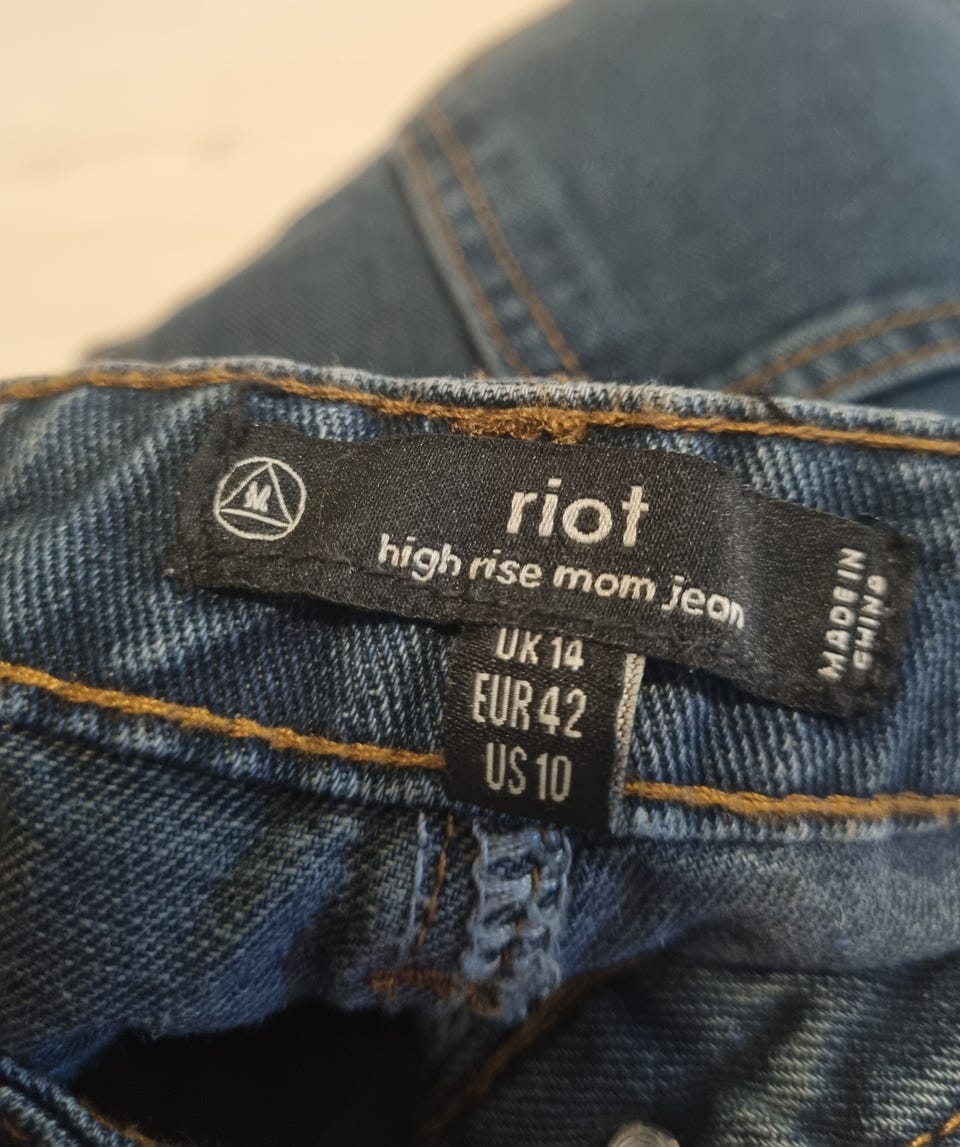 M
riot
high rise mom jean
MADE IN
CHINA
UK 14
EUR 42
US 10